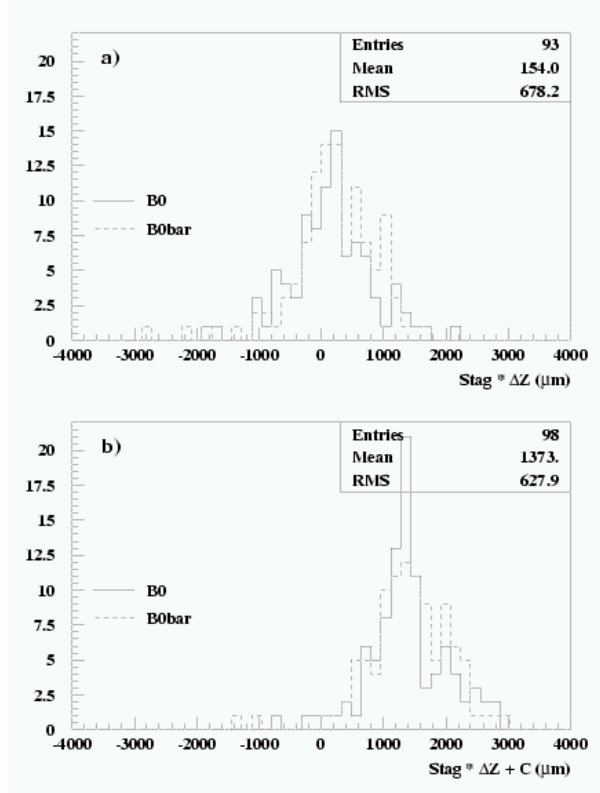 a)
Entries 93
Mean 154.0
RMS 678.2
20
17.5
15
12.5
10
7.5
5
2.5
0
B0
B0bar
-4000 -3000 -2000 -1000 0 1000 2000 3000 4000
Stag * ΔZ (μm)
b)
Entries 98
Mean 1373.
RMS 627.9
20
17.5
15
12.5
10
7.5
5
2.5
0
B0
B0bar
-4000 -3000 -2000 -1000 0 1000 2000 3000 4000
Stag * ΔZ + C (μm)